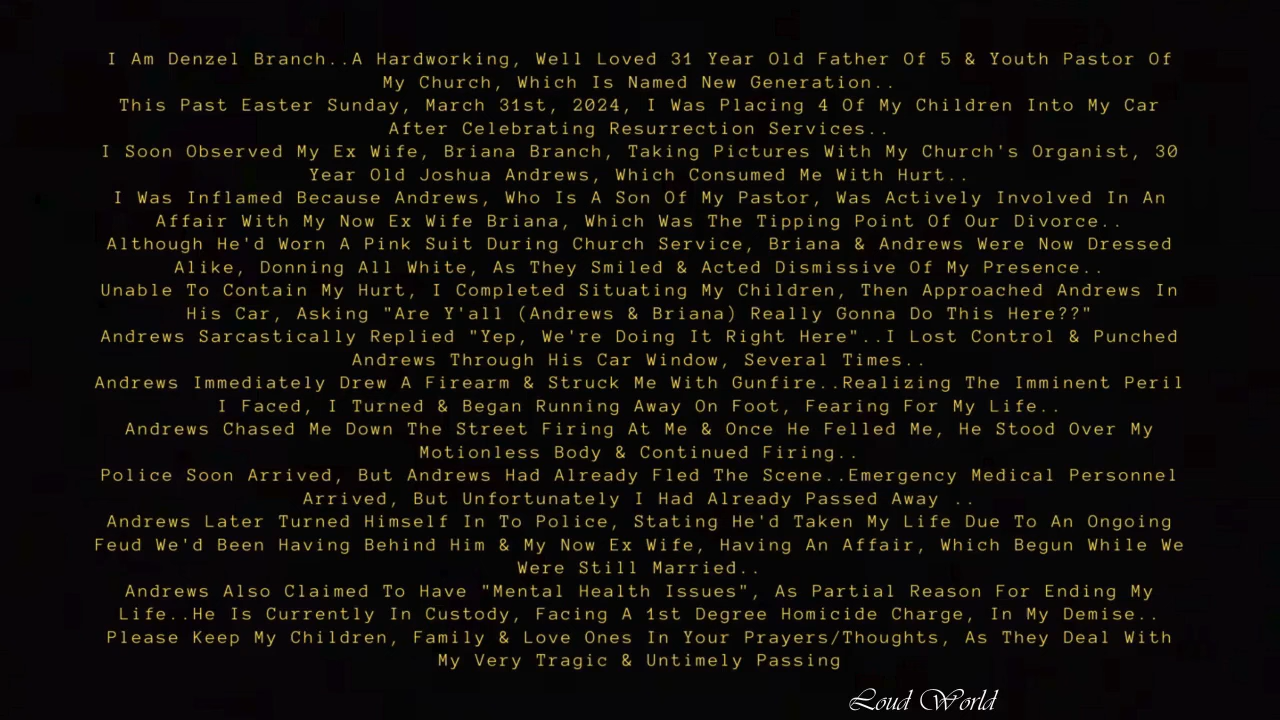 I Am Denzel Branch..A Hardworking, Well Loved 31 Year Old Father Of 5 & Youth Pastor Of
My Church, Which Is Named New Generation..
This Past Easter Sunday, March 31st, 2024, I Was Placing 4 Of My Children Into My Car
After Celebrating Resurrection Services..
I Soon Observed My Ex Wife, Briana Branch, Taking Pictures With My Church's Organist, 30
Year Old Joshua Andrews, Which Consumed Me With Hurt..
I Was Inflamed Because Andrews, Who Is A Son Of My Pastor, Was Actively Involved In An
Affair With My Now Ex Wife Briana, Which Was The Tipping Point Of Our Divorce..
Although He'd Worn A Pink Suit During Church Service, Briana & Andrews Were Now Dressed
Alike, Donning All White, As They Smiled & Acted Dismissive Of My Presence..
Unable To Contain My Hurt, I Completed Situating My Children, Then Approached Andrews In
His Car, Asking "Are Y'all (Andrews & Briana) Really Gonna Do This Here??"
Andrews Sarcastically Replied "Yep, We're Doing It Right Here"..I Lost Control & Punched
Andrews Through His Car Window, Several Times..
Andrews Immediately Drew A Firearm & Struck Me With Gunfire..Realizing The Imminent Peril
I Faced, I Turned & Began Running Away On Foot, Fearing For My Life..
Andrews Chased Me Down The Street Firing At Me & Once He Felled Me, He Stood Over My
Motionless Body & Continued Firing..
Police Soon Arrived, But Andrews Had Already Fled The Scene..Emergency Medical Personnel
Arrived, But Unfortunately I Had Already Passed Away ..
Andrews Later Turned Himself In To Police, Stating He'd Taken My Life Due To An Ongoing
Feud We'd Been Having Behind Him & My Now Ex Wife, Having An Affair, Which Begun While We
Were Still Married..
Andrews Also Claimed To Have "Mental Health Issues", As Partial Reason For Ending My
Life..He Is Currently In Custody, Facing A 1st Degree Homicide Charge, In My Demise..
Please Keep My Children, Family & Love Ones In Your Prayers/Thoughts, As They Deal With
My Very Tragic & Untimely Passing
Loud World